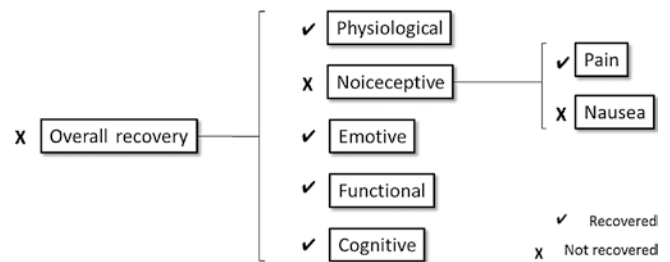 ✔ Physiological
✔ Pain
X Noiceceptive
X Nausea
X Overall recovery
✔ Emotive
✔ Functional
✔ Recovered
✔ Cognitive
X Not recovered